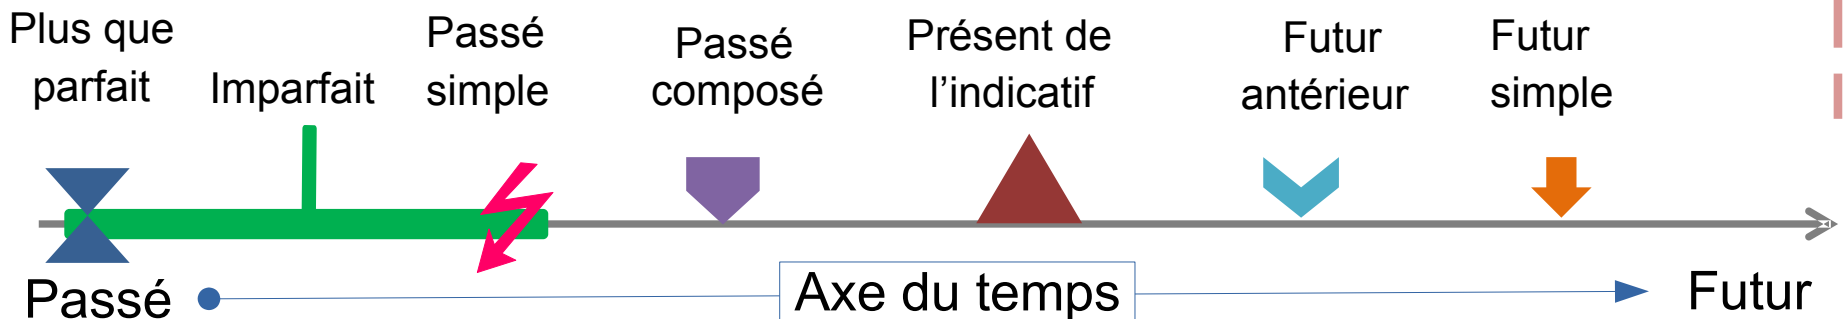 Plus que
parfait
Imparfait
Passé
simple
Passé
composé
Présent de
l’indicatif
Futur
antérieur
Futur
simple
Passé
Axe du temps
Futur